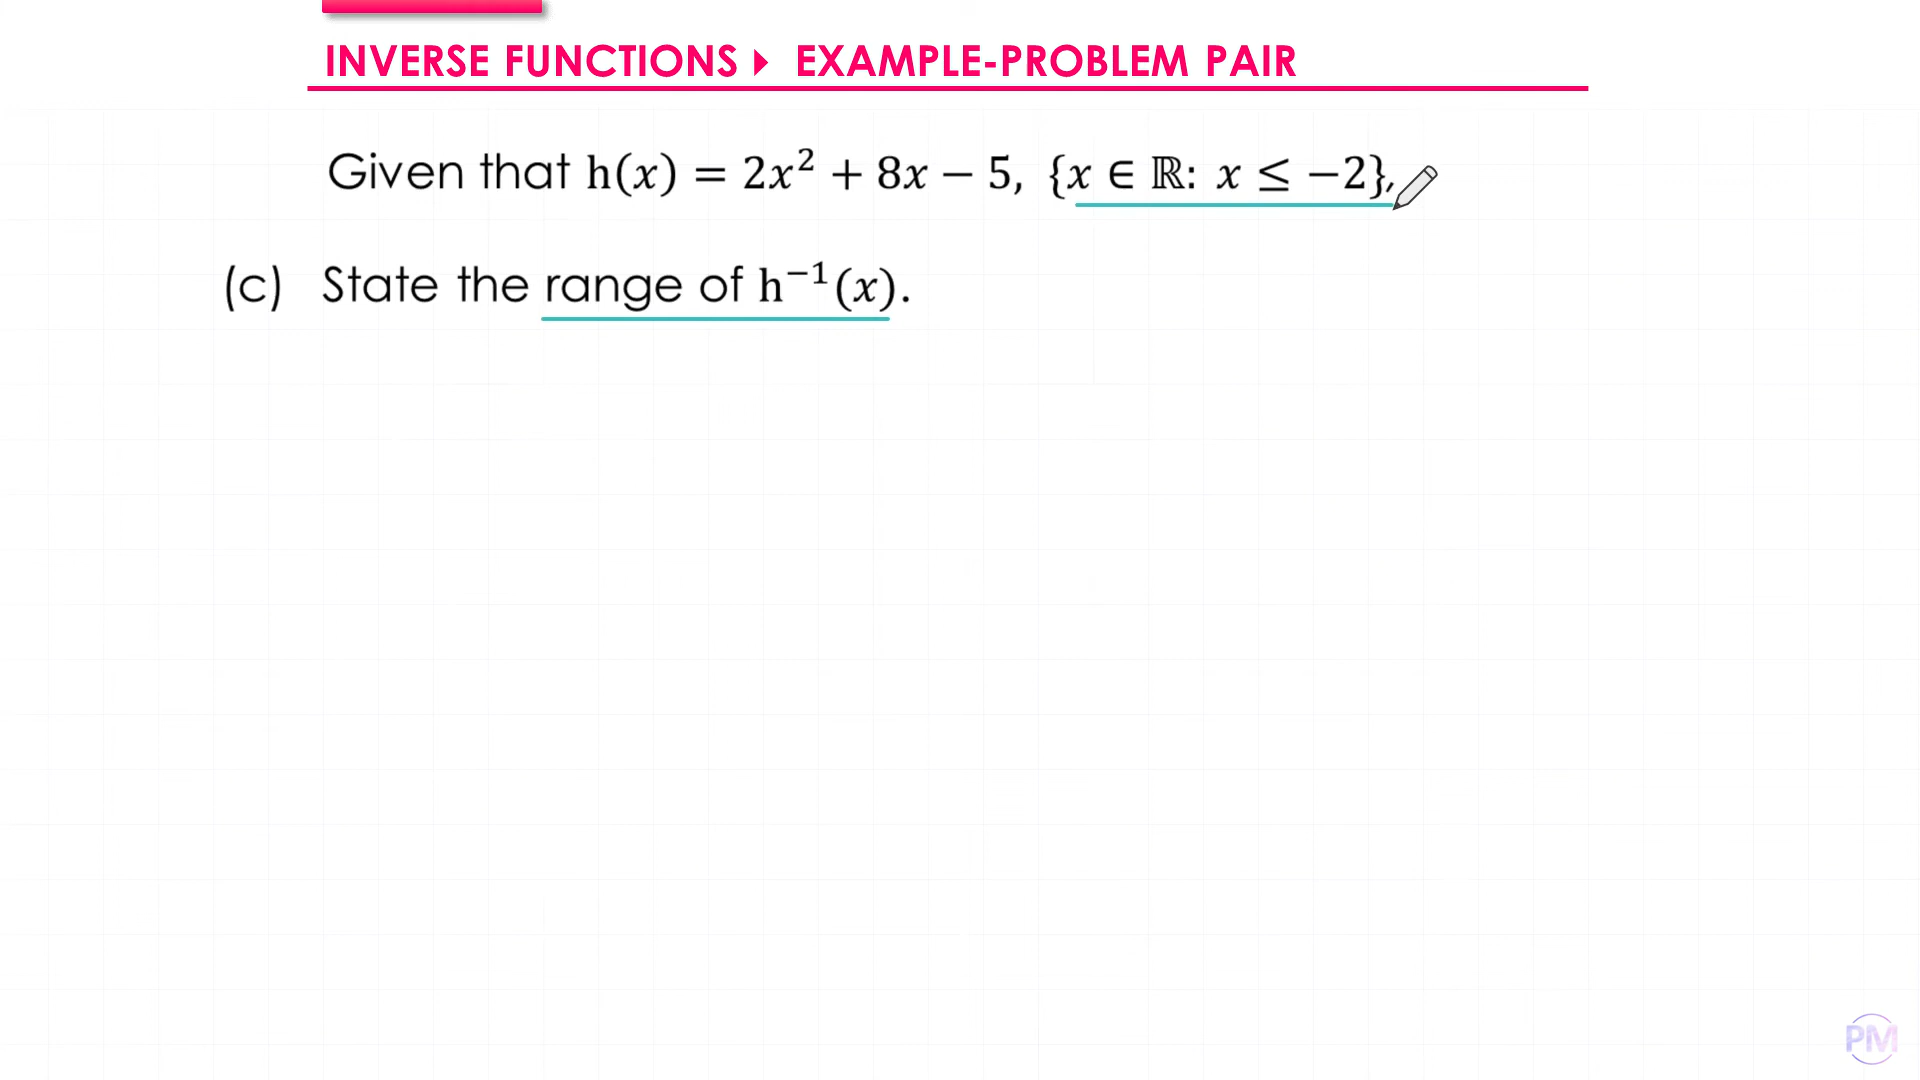 INVERSE FUNCTIONS ▸ EXAMPLE-PROBLEM PAIR
Given that h(x) = 2x² + 8x − 5, {x ∈ ℝ: x ≤ −2},
(c) State the range of h⁻¹(x).
PM